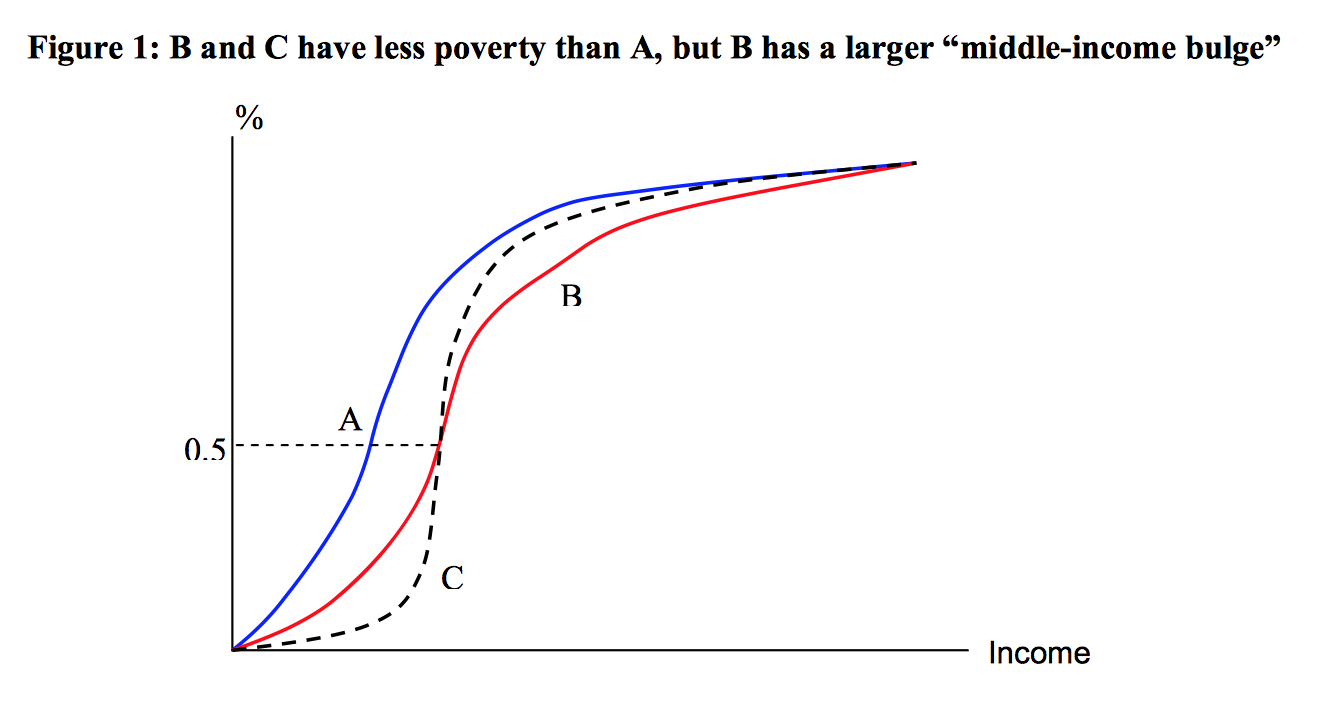 Figure 1: B and C have less poverty than A, but B has a larger “middle-income bulge”
%
A
0.5
B
C
Income